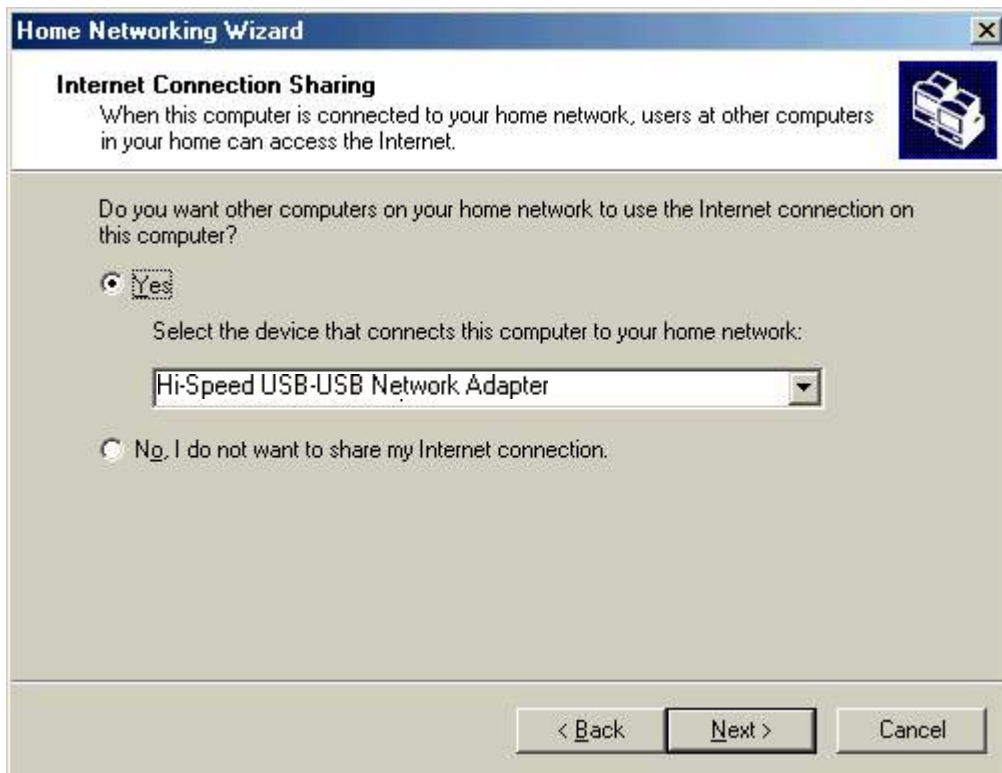 Home Networking Wizard
Internet Connection Sharing
When this computer is connected to your home network, users at other computers
in your home can access the Internet.
Do you want other computers on your home network to use the Internet connection on
this computer?
Yes
Select the device that connects this computer to your home network:
Hi-Speed USB-USB Network Adapter
No, I do not want to share my Internet connection.
< Back Next > Cancel